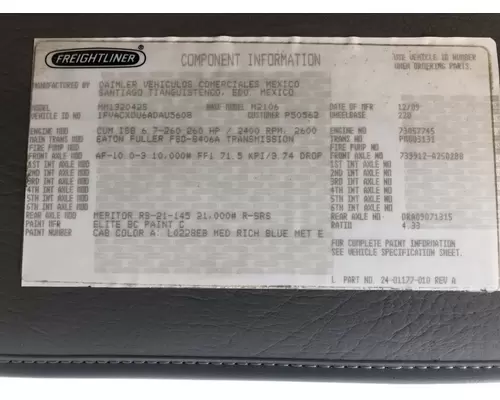 FREIGHTLINER
COMPONENT INFORMATION
USE VEHICLE ID NUMBER
WHEN ORDERING PARTS.
MANUFACTURED BY DAIMLER VEHICULOS COMERCIALES MEXICO
SANTIAGO TIANGUISTENCO, EDO, MEXICO
MODEL MM1320425 BASE MODEL M2106 DATE OF MFR 12/09
VEHICLE ID NO CUSTOMER P50562 WHEELBASE 220
ENGINE MOD CUM ISB 6.7-260 260 HP / 2400 RPM, 2600 ENGINE NO 73057745
MAIN TRANS MOD EATON FULLER FSO-8406A TRANSMISSION TRANS NO
FIRE PUMP MOD FIRE PUMP NO
FRONT AXLE MOD AF-10.0-3 10,000# FF1 71.5 KPI/3.74 DROP FRONT AXLE NO
1ST INT AXLE MOD 1ST INT AXLE NO
2ND INT AXLE MOD 2ND INT AXLE NO
3RD INT AXLE MOD 3RD INT AXLE NO
4TH INT AXLE MOD 4TH INT AXLE NO
5TH INT AXLE MOD 5TH INT AXLE NO
6TH INT AXLE MOD 6TH INT AXLE NO
REAR AXLE MOD MERITOR RS-21-145 21,000# R-SRS REAR AXLE NO 0RA09071315
PAINT MFR ELITE BC PAINT C RATIO 4.33
PAINT NUMBER CAB COLOR A: L0228EB MED RICH BLUE MET E
FOR COMPLETE PAINT INFORMATION
SEE VEHICLE SPECIFICATION SHEET.
PART NO. 24-01177-010 REV A